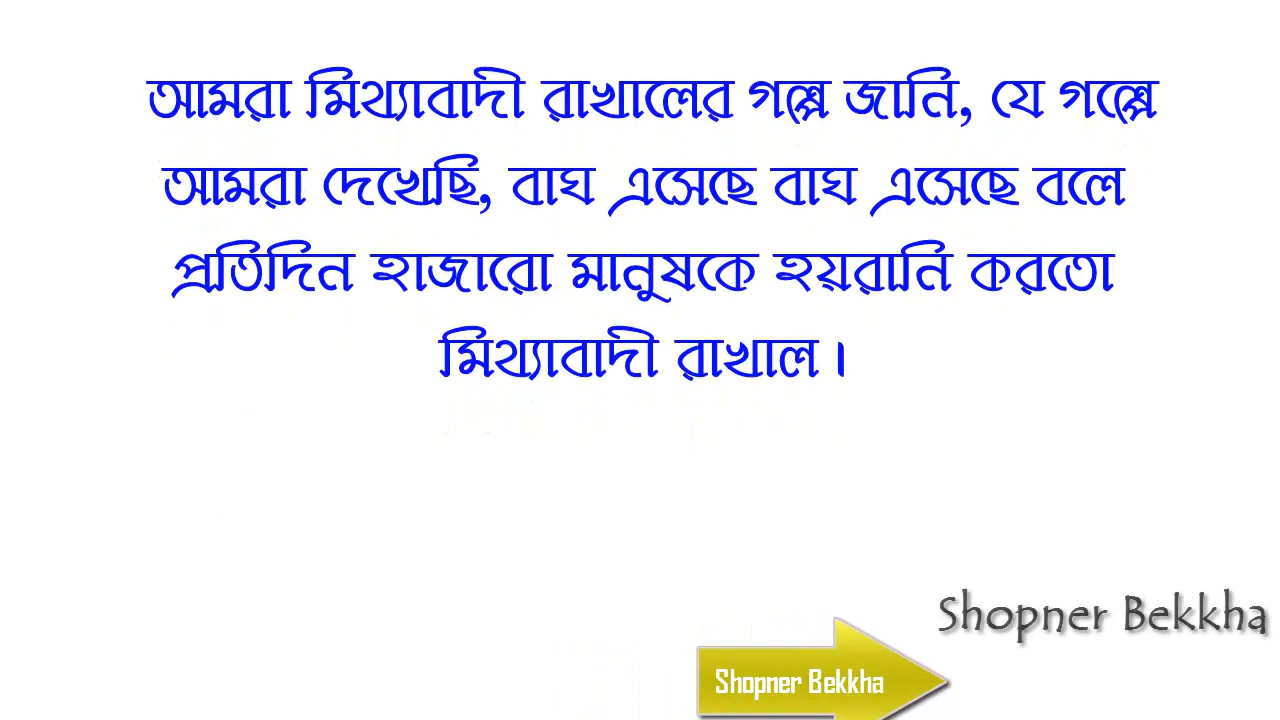 আমরা মিথ্যাবাদী রাখালের গল্প জানি, যে গল্পে
আমরা দেখেছি, বাঘ এসেছে বাঘ এসেছে বলে
প্রতিদিন হাজারো মানুষকে হয়রানি করতো
মিথ্যাবাদী রাখাল।
Shopner Bekkha
Shopner Bekkha